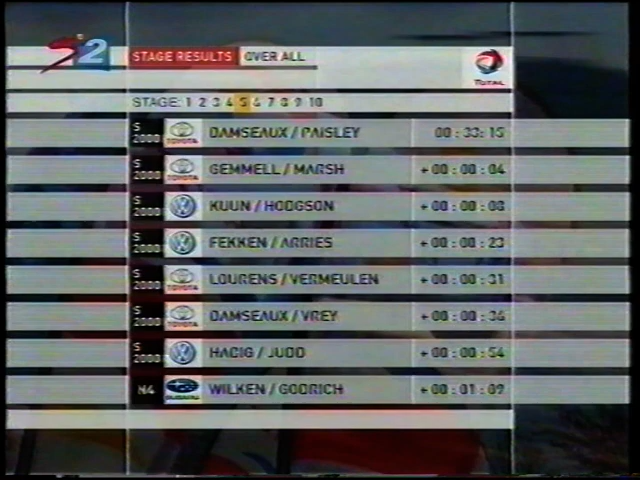 S 2
STAGE RESULTS OVER ALL
TOTAL
STAGE: 1 2 3 4 5 6 7 8 9 10
S 2000 TOYOTA DAMSEAUX / PAISLEY 00 : 33 : 15
S 2000 TOYOTA GEMMELL / MARSH + 00 : 00 : 04
S 2000 KUUN / HODGSON + 00 : 00 : 08
S 2000 FEKKEN / ARRIES + 00 : 00 : 23
S 2000 TOYOTA LOURENS / VERMEULEN + 00 : 00 : 31
S 2000 TOYOTA DAMSEAUX / VREY + 00 : 00 : 36
S 2000 HABIG / JUDD + 00 : 00 : 54
N4 SUBARU WILKEN / GODRICH + 00 : 01 : 09